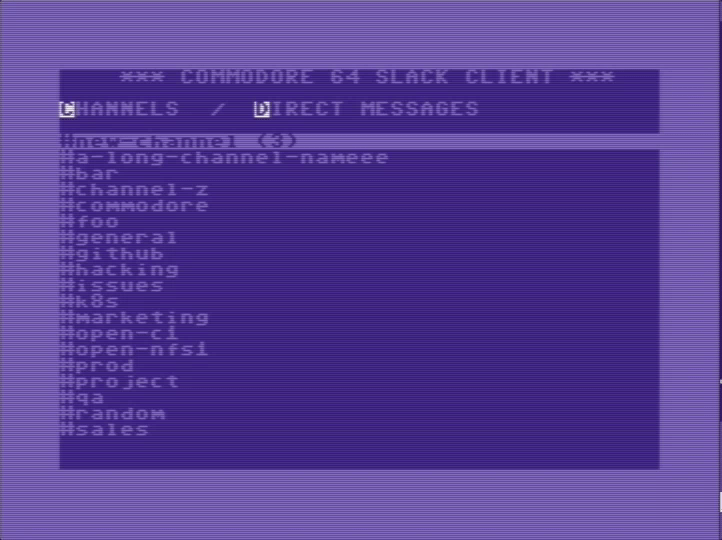 *** COMMODORE 64 SLACK CLIENT ***
CHANNELS / DIRECT MESSAGES
#new-channel (3)
#a-long-channel-nameee
#bar
#channel-z
#commodore
#foo
#general
#github
#hacking
#issues
#k8s
#marketing
#open-ci
#open-nfsi
#prod
#project
#qa
#random
#sales